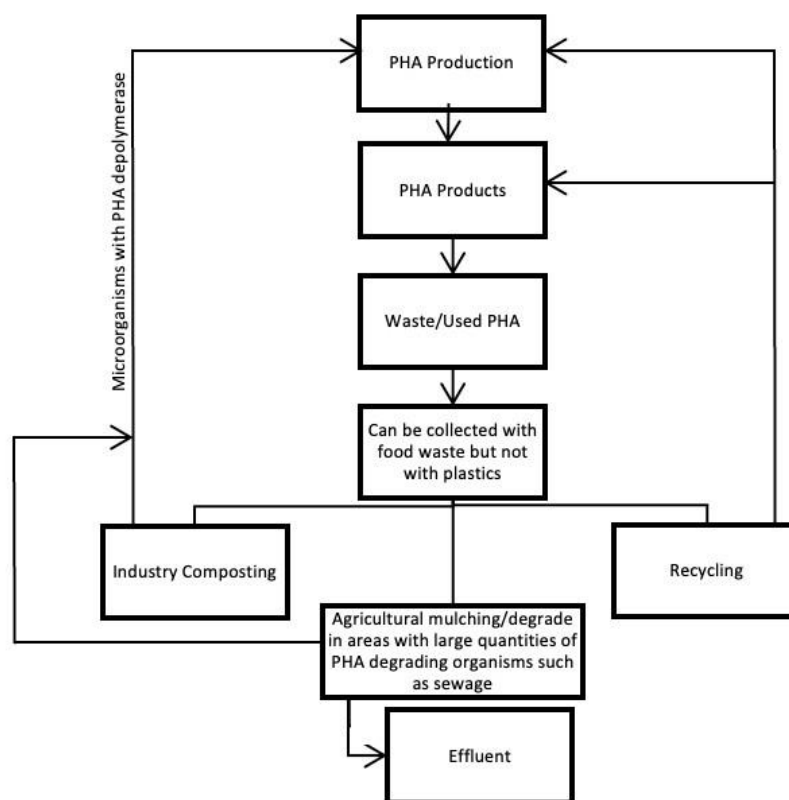 PHA Production
Microorganisms with PHA depolymerase
PHA Products
Waste/Used PHA
Can be collected with
food waste but not
with plastics
Industry Composting
Recycling
Agricultural mulching/degrade
in areas with large quantities of
PHA degrading organisms such
as sewage
Effluent